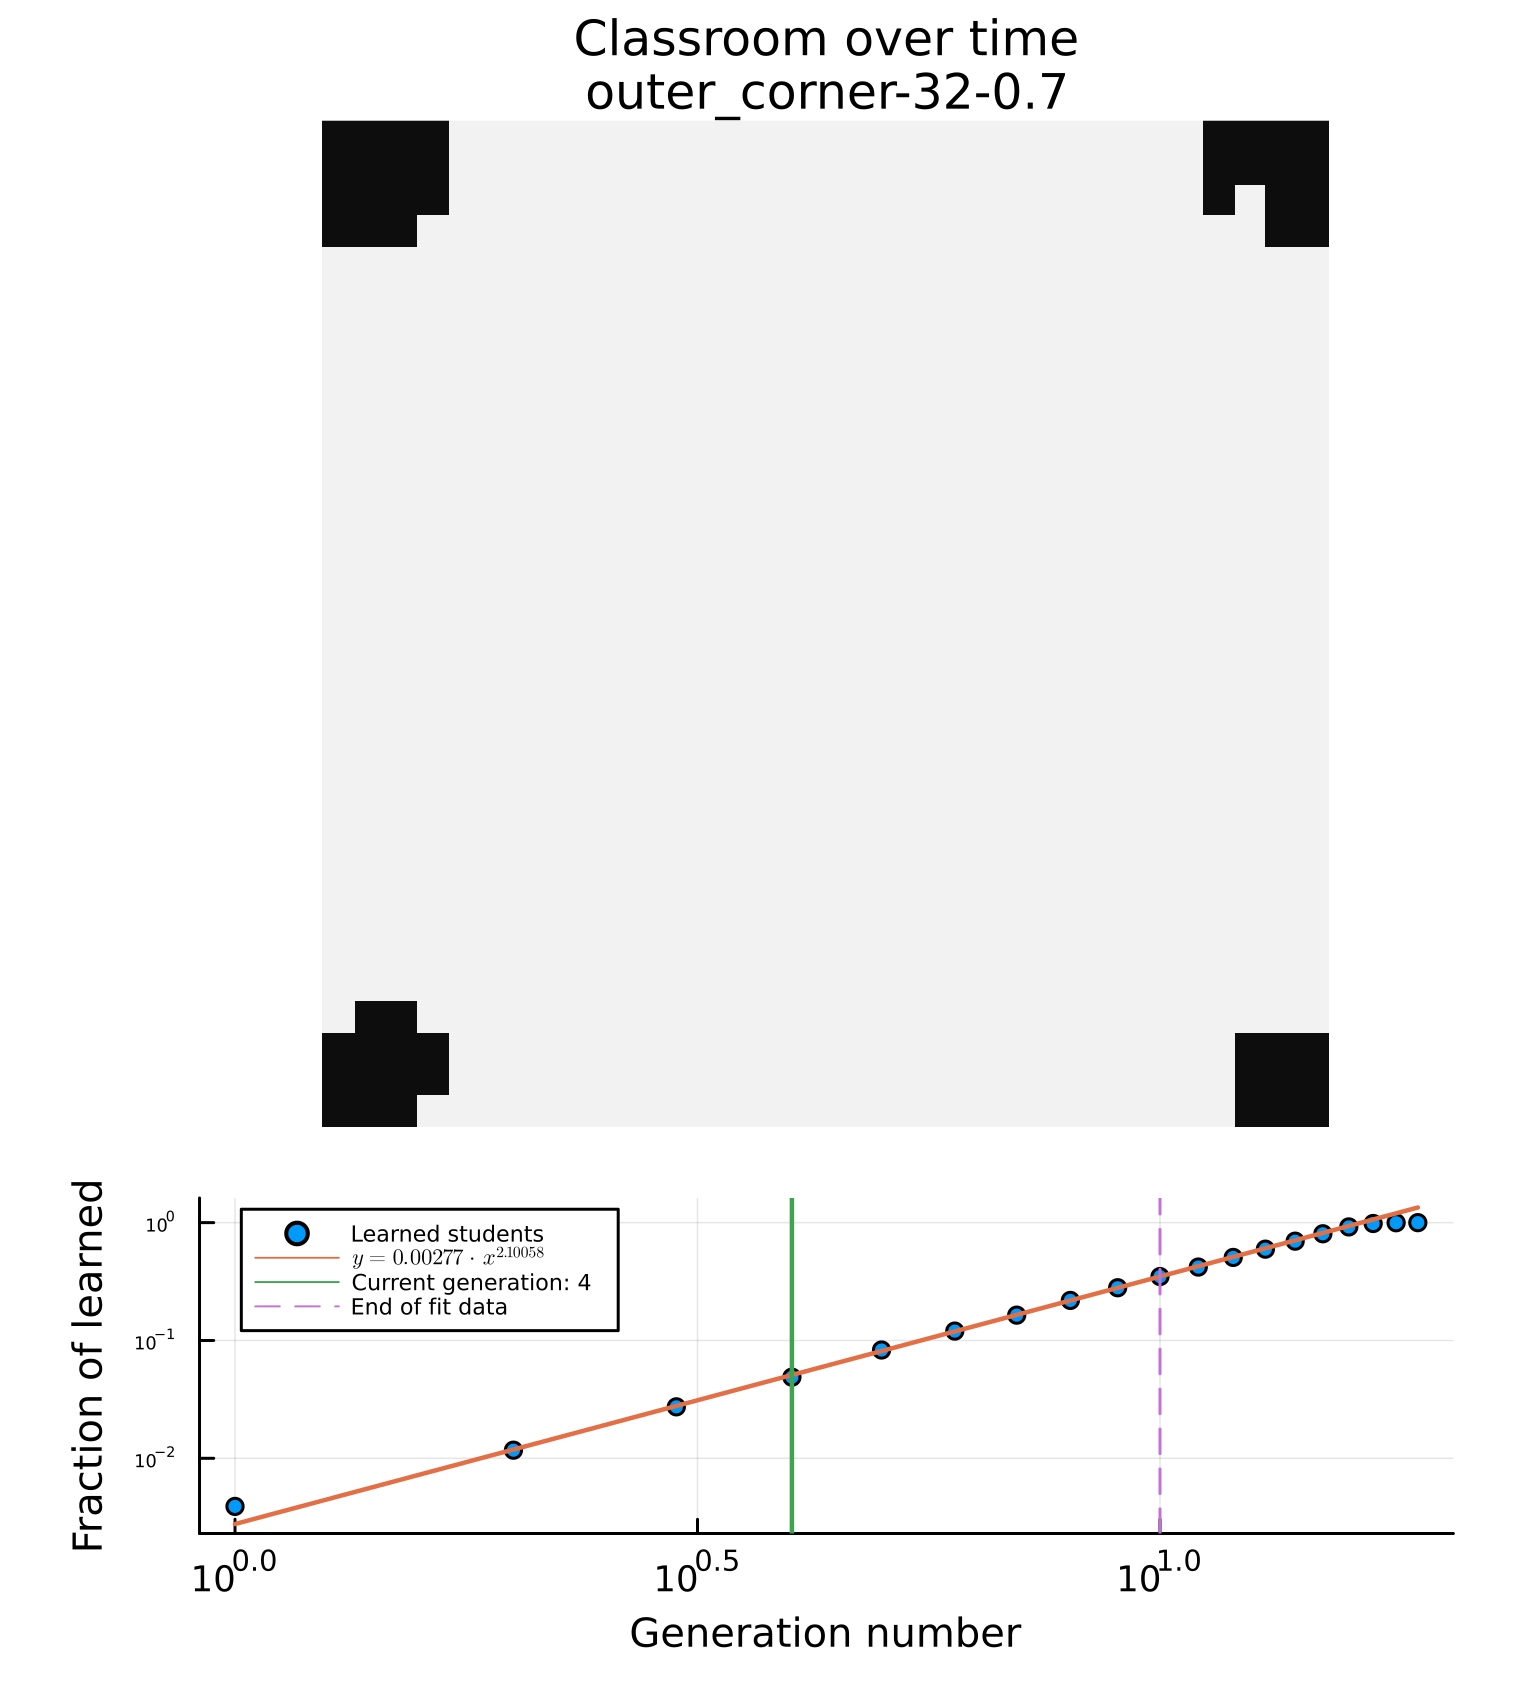 Classroom over time
outer_corner-32-0.7
Fraction of learned
10^0
10^−1
10^−2
Learned students
y = 0.00277 · x^2.10058
Current generation: 4
End of fit data
10^0.0
10^0.5
10^1.0
Generation number